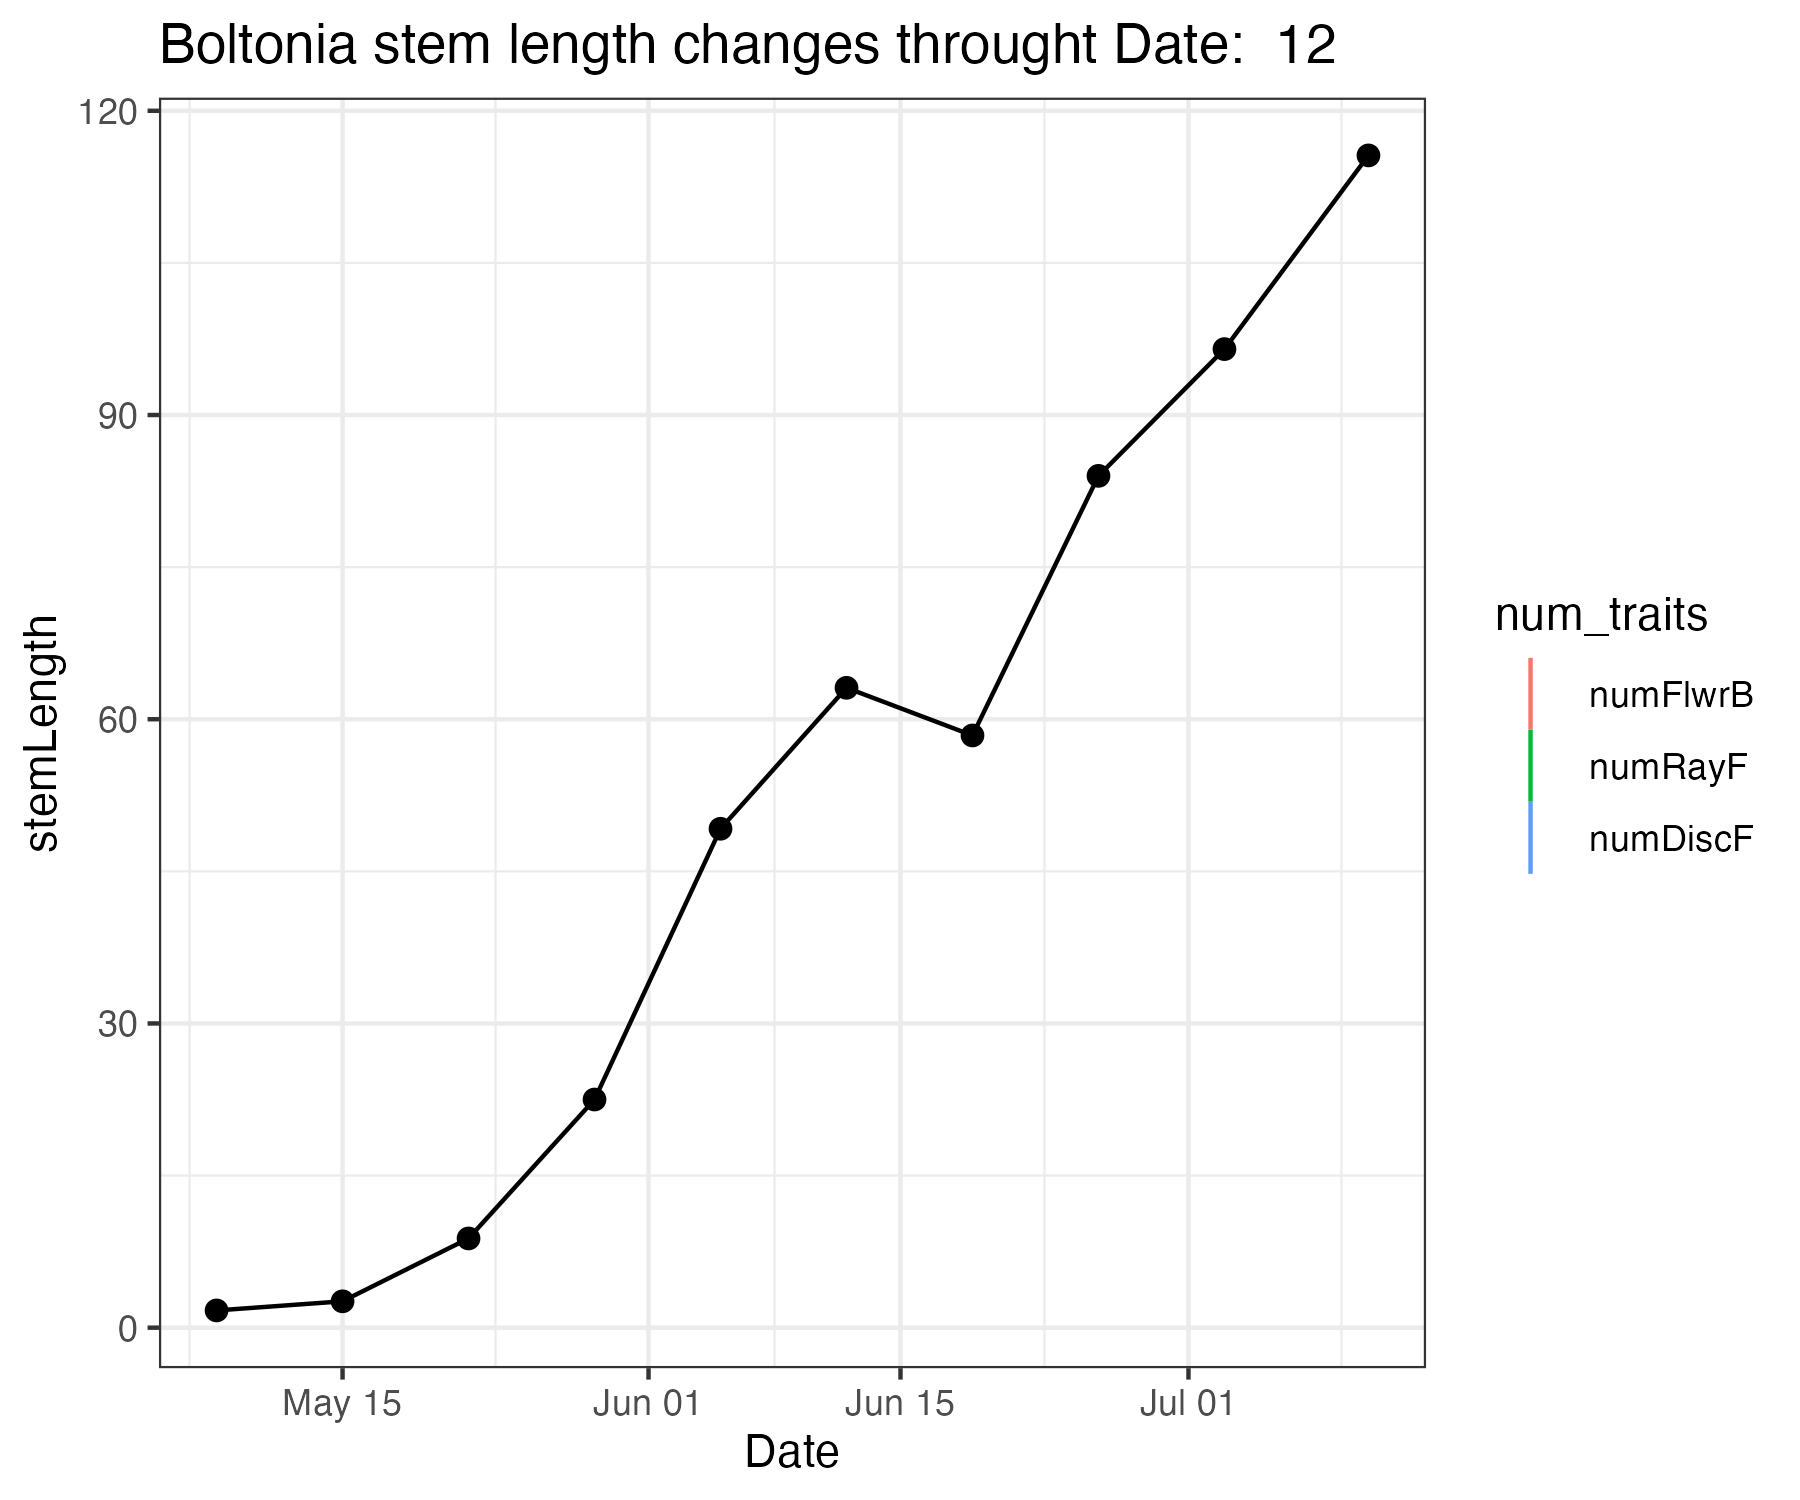 Boltonia stem length changes throught Date:  12
120
90
60
30
0
stemLength
May 15
Jun 01
Jun 15
Jul 01
Date
num_traits
numFlwrB
numRayF
numDiscF